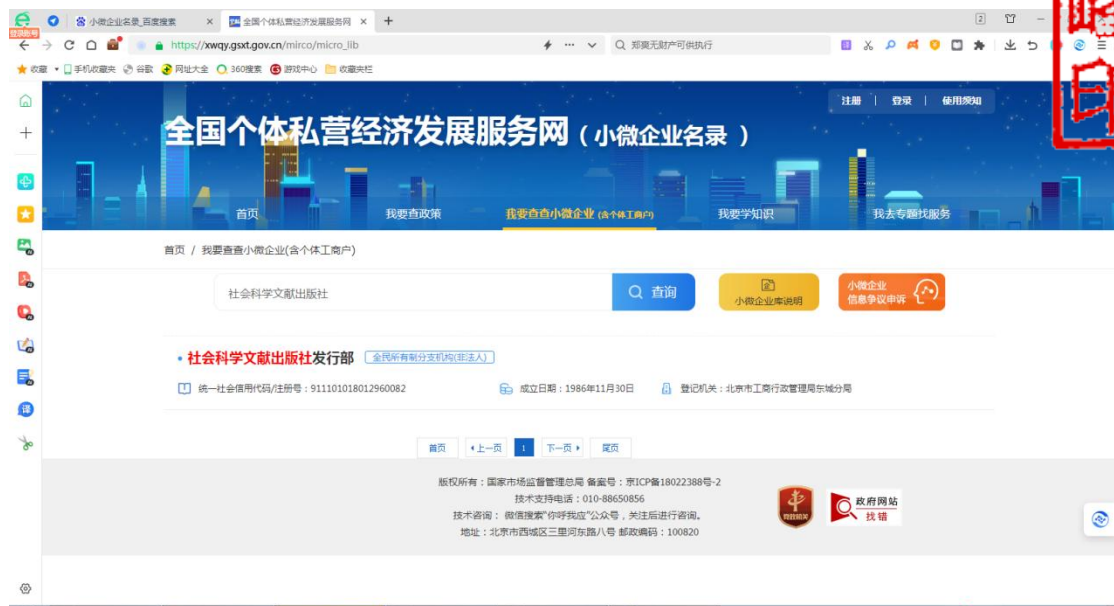 小微企业名录_百度搜索
全国个体私营经济发展服务网
2
登录账号
https://xwqy.gsxt.gov.cn/mirco/micro_lib
郑爽无财产可供执行
收藏
手机收藏夹
谷歌
网址大全
360搜索
游戏中心
收藏夹栏
注册 | 登录 | 使用须知
全国个体私营经济发展服务网（小微企业名录 ）
首页
我要查政策
我要查查小微企业 (含个体工商户)
我要学知识
我去专题找服务
首页 / 我要查查小微企业(含个体工商户)
社会科学文献出版社
查询
小微企业库说明
小微企业
信息争议申诉
社会科学文献出版社发行部
全民所有制分支机构(非法人)
统一社会信用代码/注册号：911101018012960082
成立日期：1986年11月30日
登记机关：北京市工商行政管理局东城分局
首页
上一页
1
下一页
尾页
版权所有：国家市场监督管理总局 备案号：京ICP备18022388号-2
技术支持电话：010-88650856
技术咨询： 微信搜索“你呼我应”公众号，关注后进行咨询。
地址：北京市西城区三里河东路八号 邮政编码：100820
党政机关
政府网站
找错
译
印